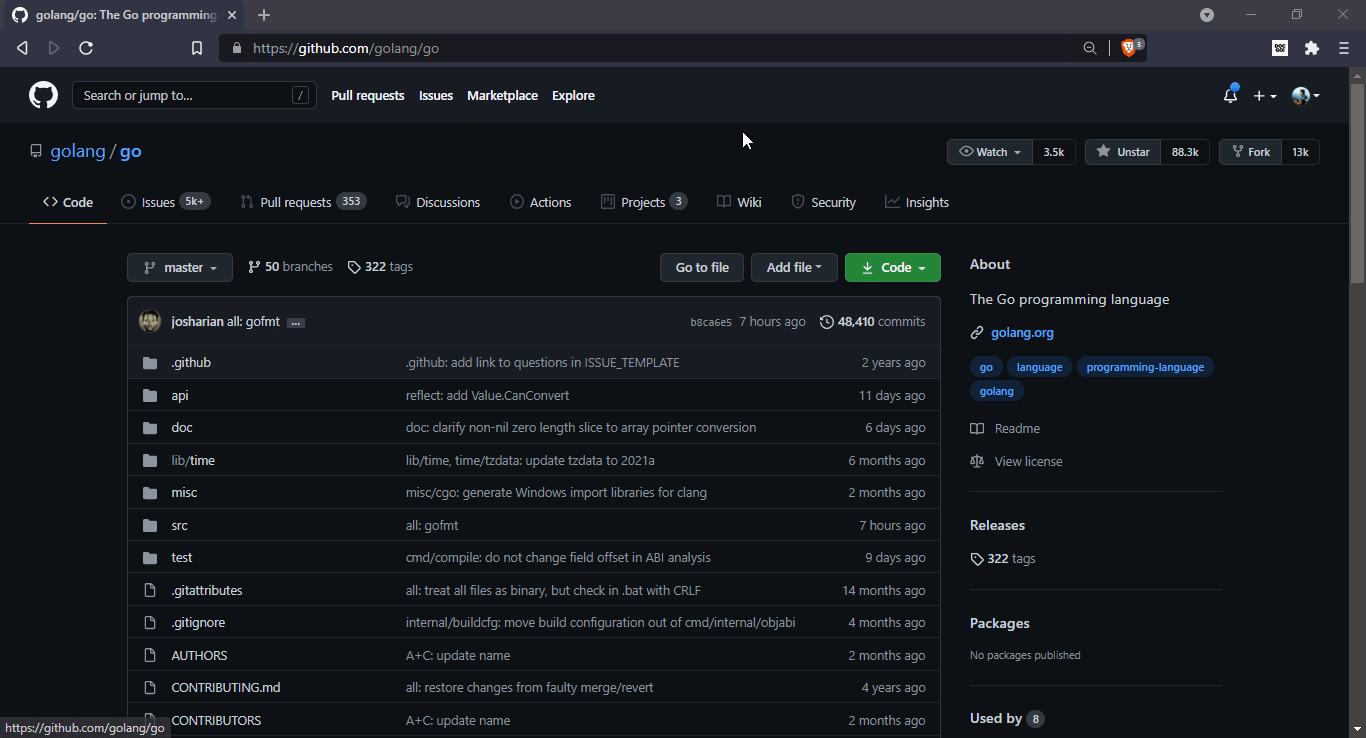 golang/go: The Go programming
https://github.com/golang/go
3
Search or jump to... /
Pull requests Issues Marketplace Explore
golang / go
Watch 3.5k Unstar 88.3k Fork 13k
Code Issues 5k+ Pull requests 353 Discussions Actions Projects 3 Wiki Security Insights
master 50 branches 322 tags Go to file Add file Code
josharian all: gofmt ... b8ca6e5 7 hours ago 48,410 commits
.github .github: add link to questions in ISSUE_TEMPLATE 2 years ago
api reflect: add Value.CanConvert 11 days ago
doc doc: clarify non-nil zero length slice to array pointer conversion 6 days ago
lib/time lib/time, time/tzdata: update tzdata to 2021a 6 months ago
misc misc/cgo: generate Windows import libraries for clang 2 months ago
src all: gofmt 7 hours ago
test cmd/compile: do not change field offset in ABI analysis 9 days ago
.gitattributes all: treat all files as binary, but check in .bat with CRLF 14 months ago
.gitignore internal/buildcfg: move build configuration out of cmd/internal/objabi 4 months ago
AUTHORS A+C: update name 2 months ago
CONTRIBUTING.md all: restore changes from faulty merge/revert 4 years ago
CONTRIBUTORS A+C: update name 2 months ago
About
The Go programming language
golang.org
go language programming-language
golang
Readme
View license
Releases
322 tags
Packages
No packages published
Used by 8
https://github.com/golang/go